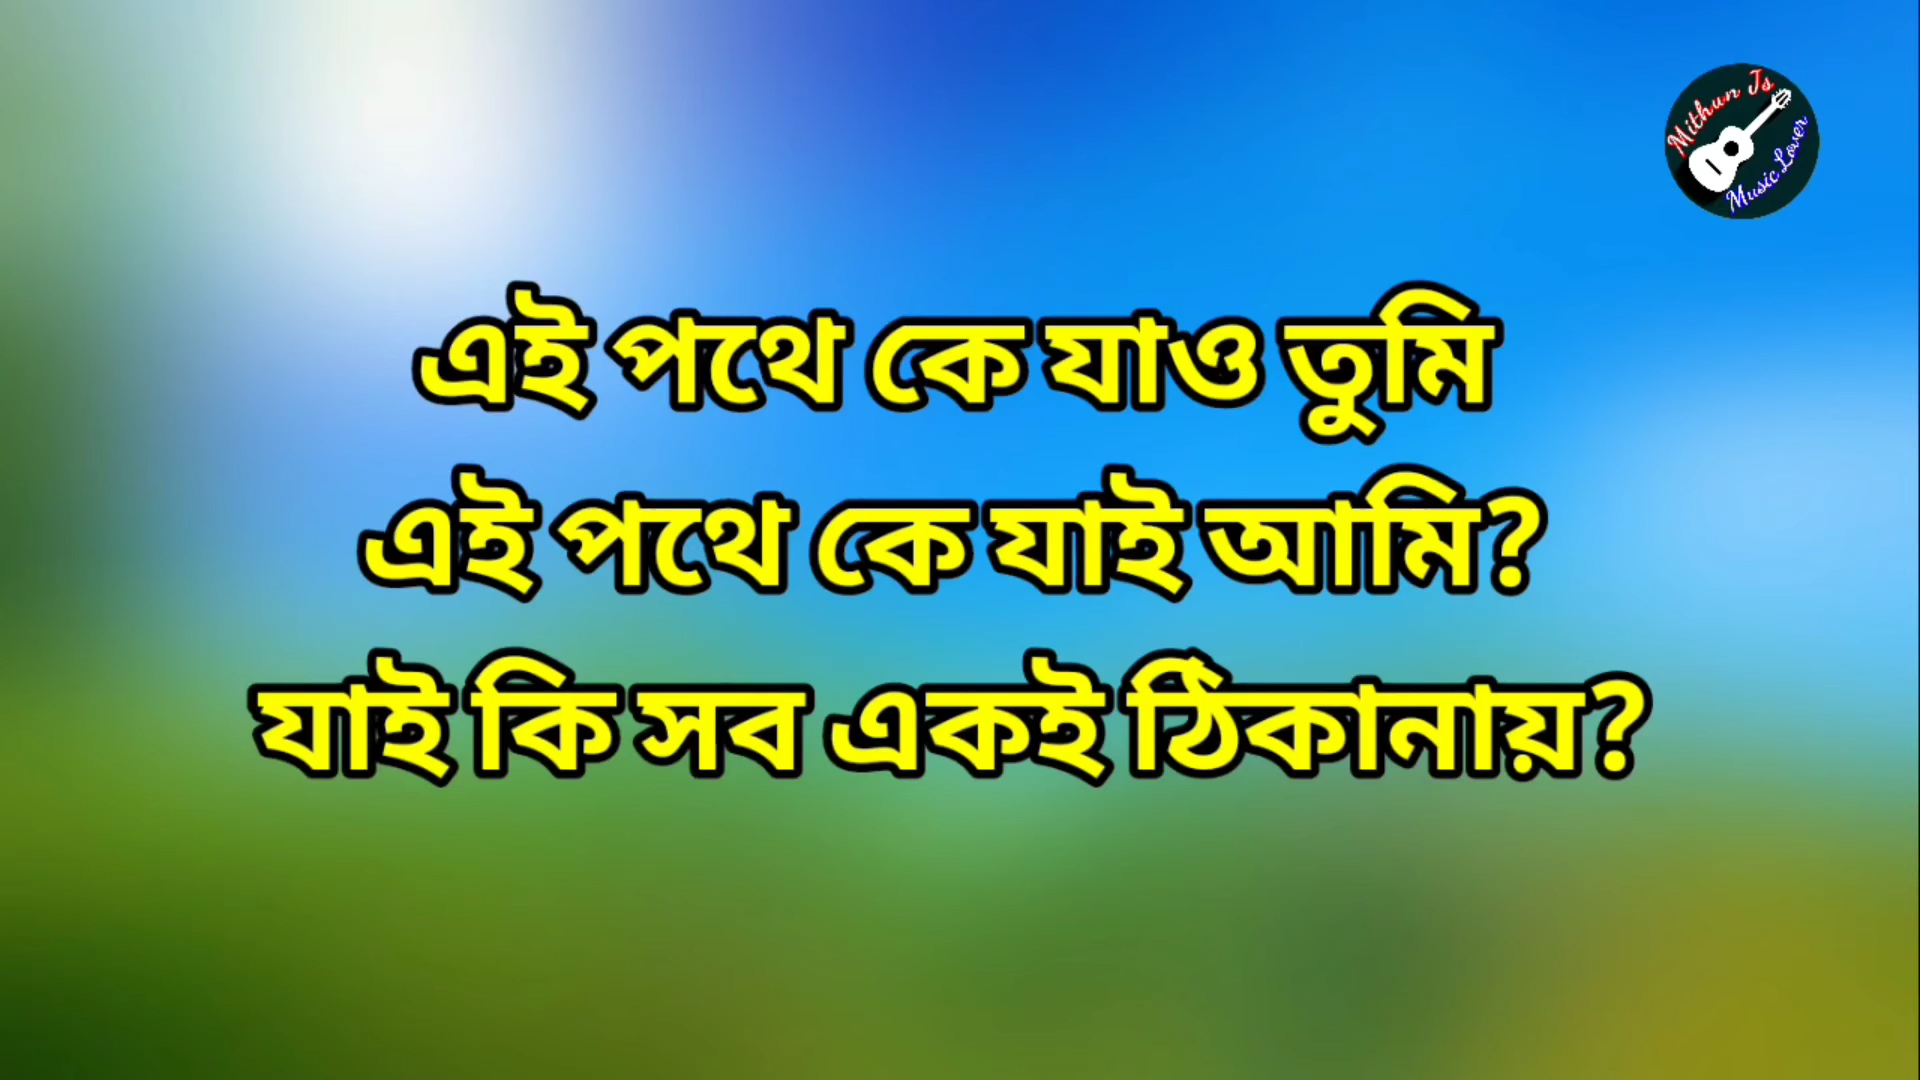 Mithun Js
Music Lover
এই পথে কে যাও তুমি
এই পথে কে যাই আমি?
যাই কি সব একই ঠিকানায়?